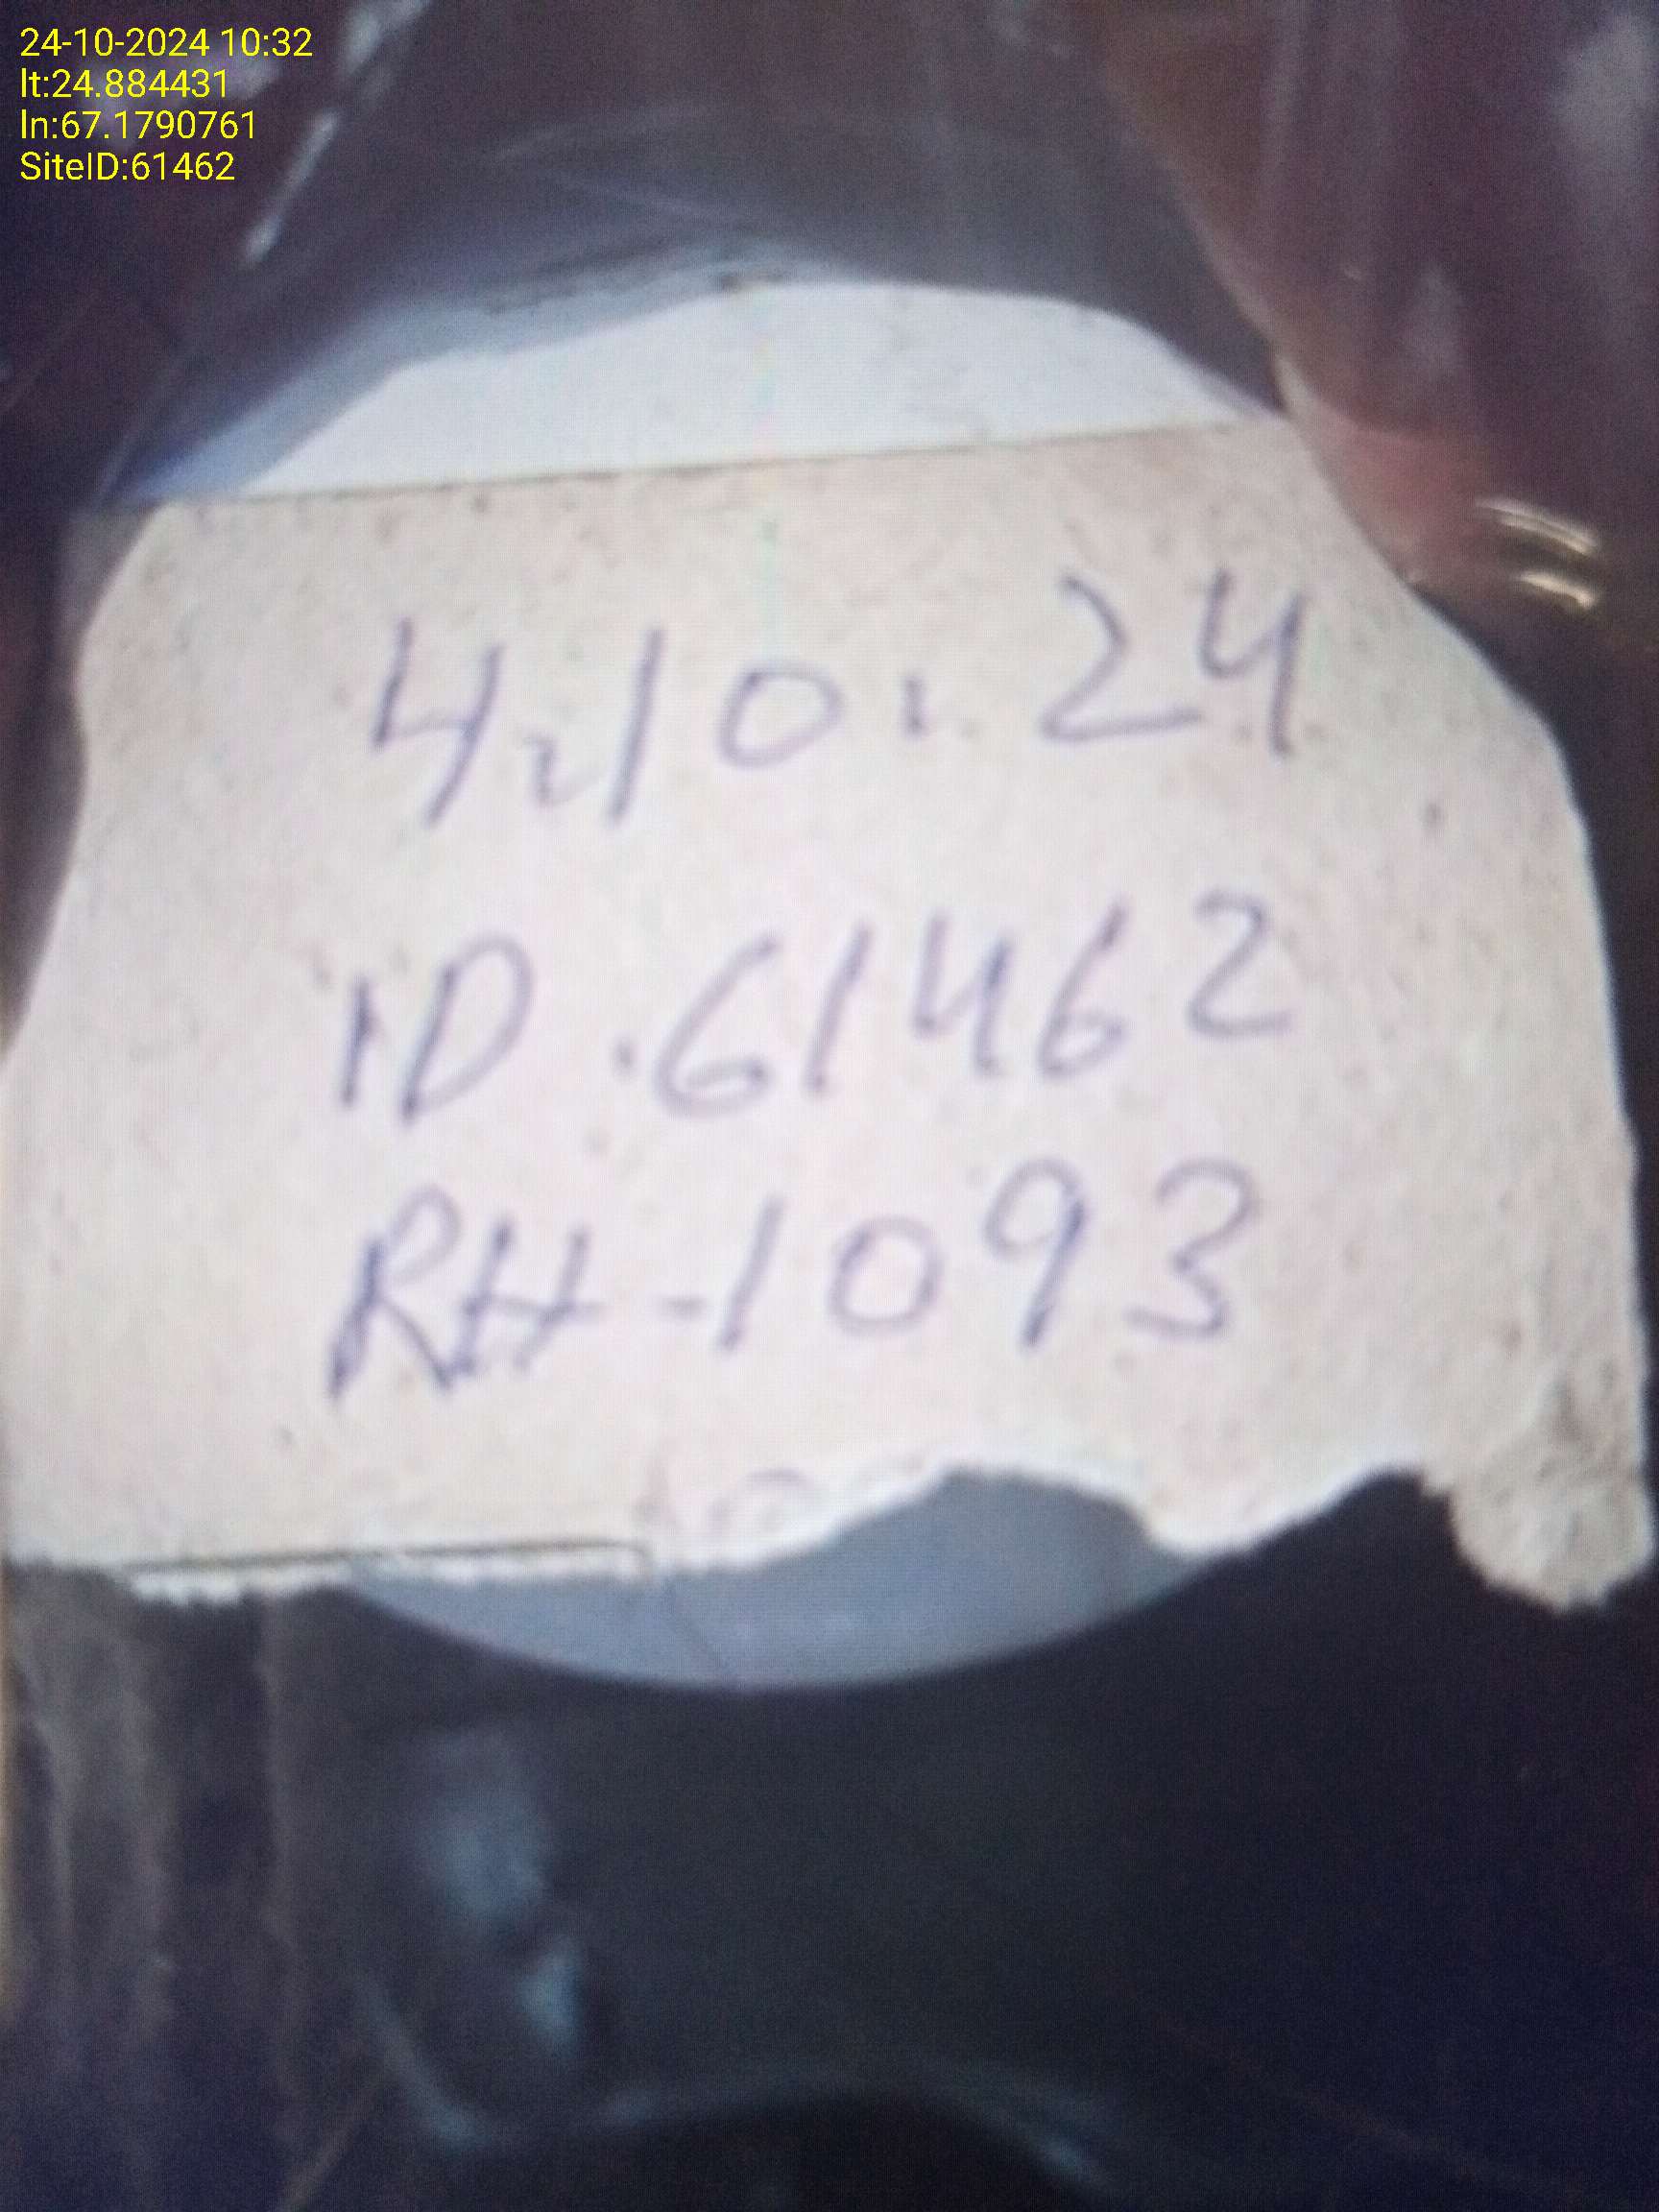 24-10-2024 10:32
lt:24.884431
ln:67.1790761
SiteID:61462
4.10.24
ID.61462
RH-1093